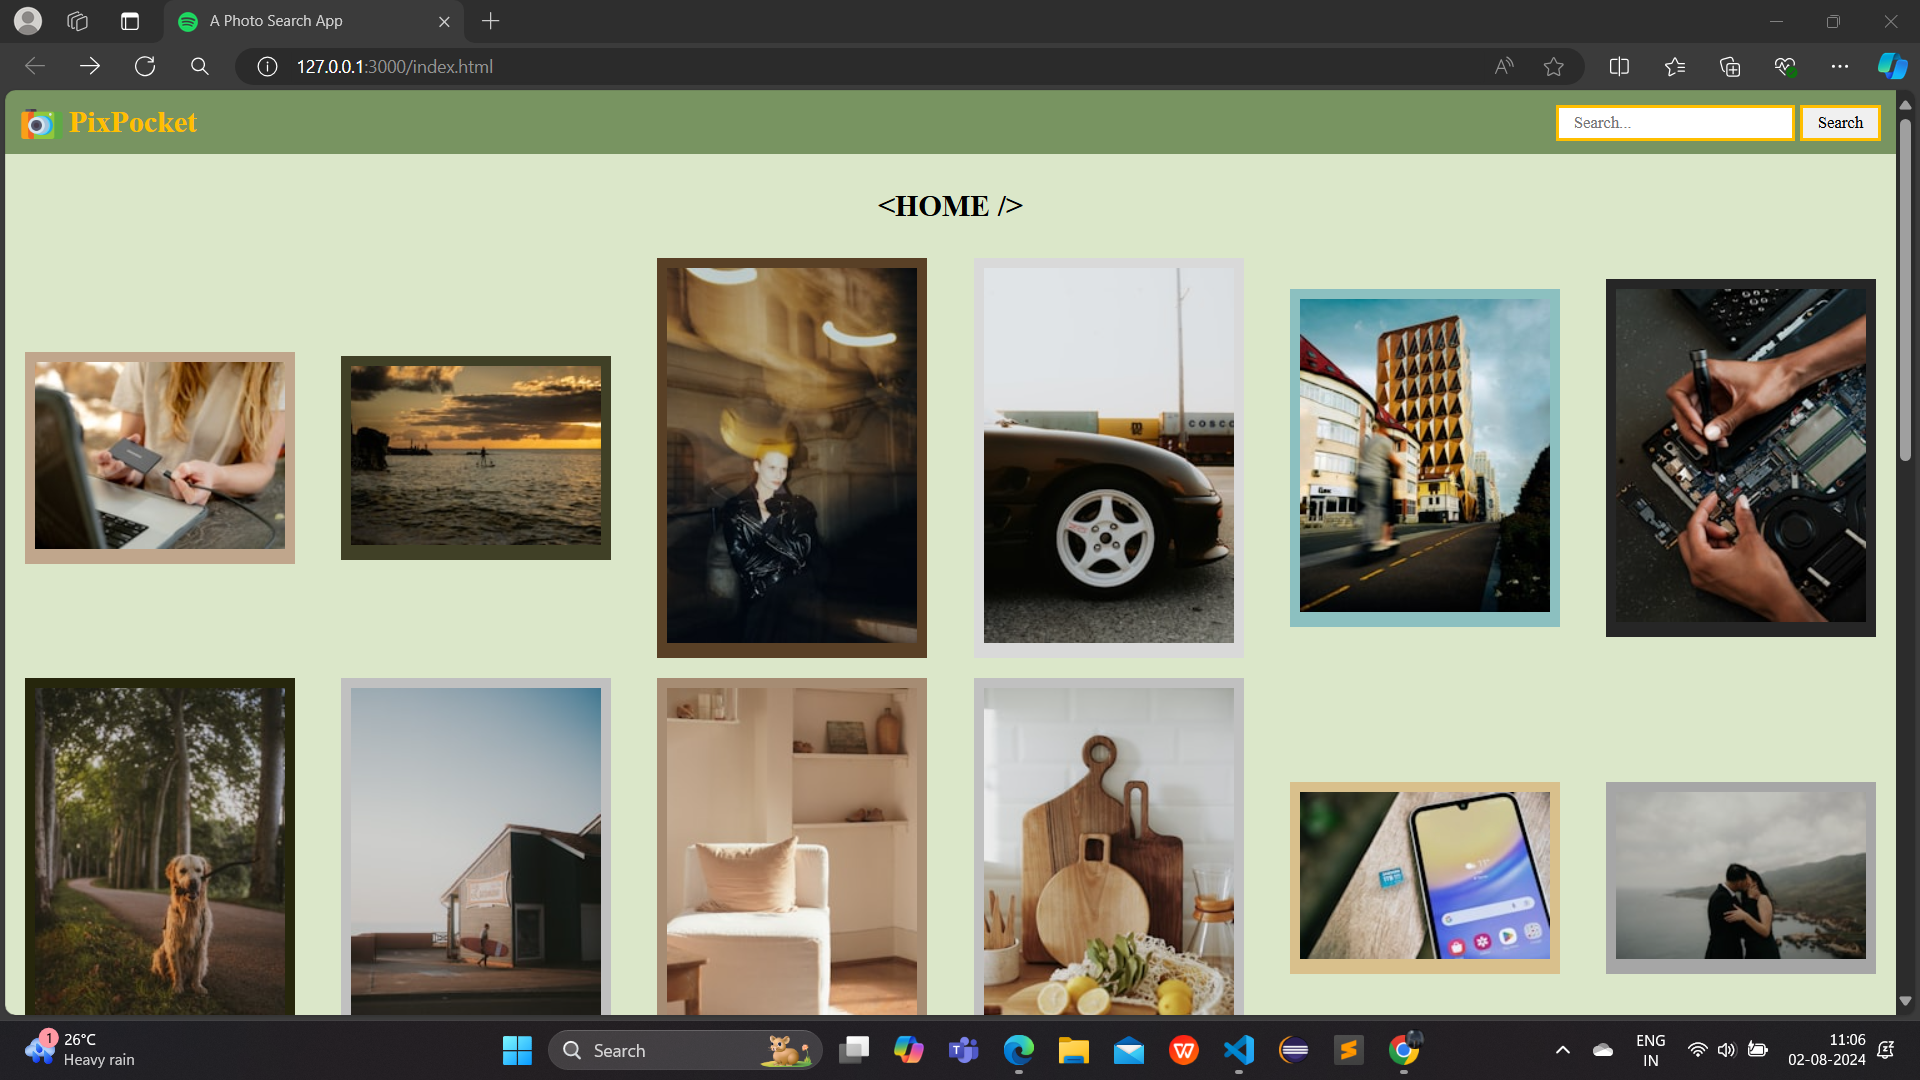 A Photo Search App
127.0.0.1:3000/index.html
PixPocket
Search...
Search
<HOME />
COSCO
1
26°C
Heavy rain
Search
ENG
IN
11:06
02-08-2024